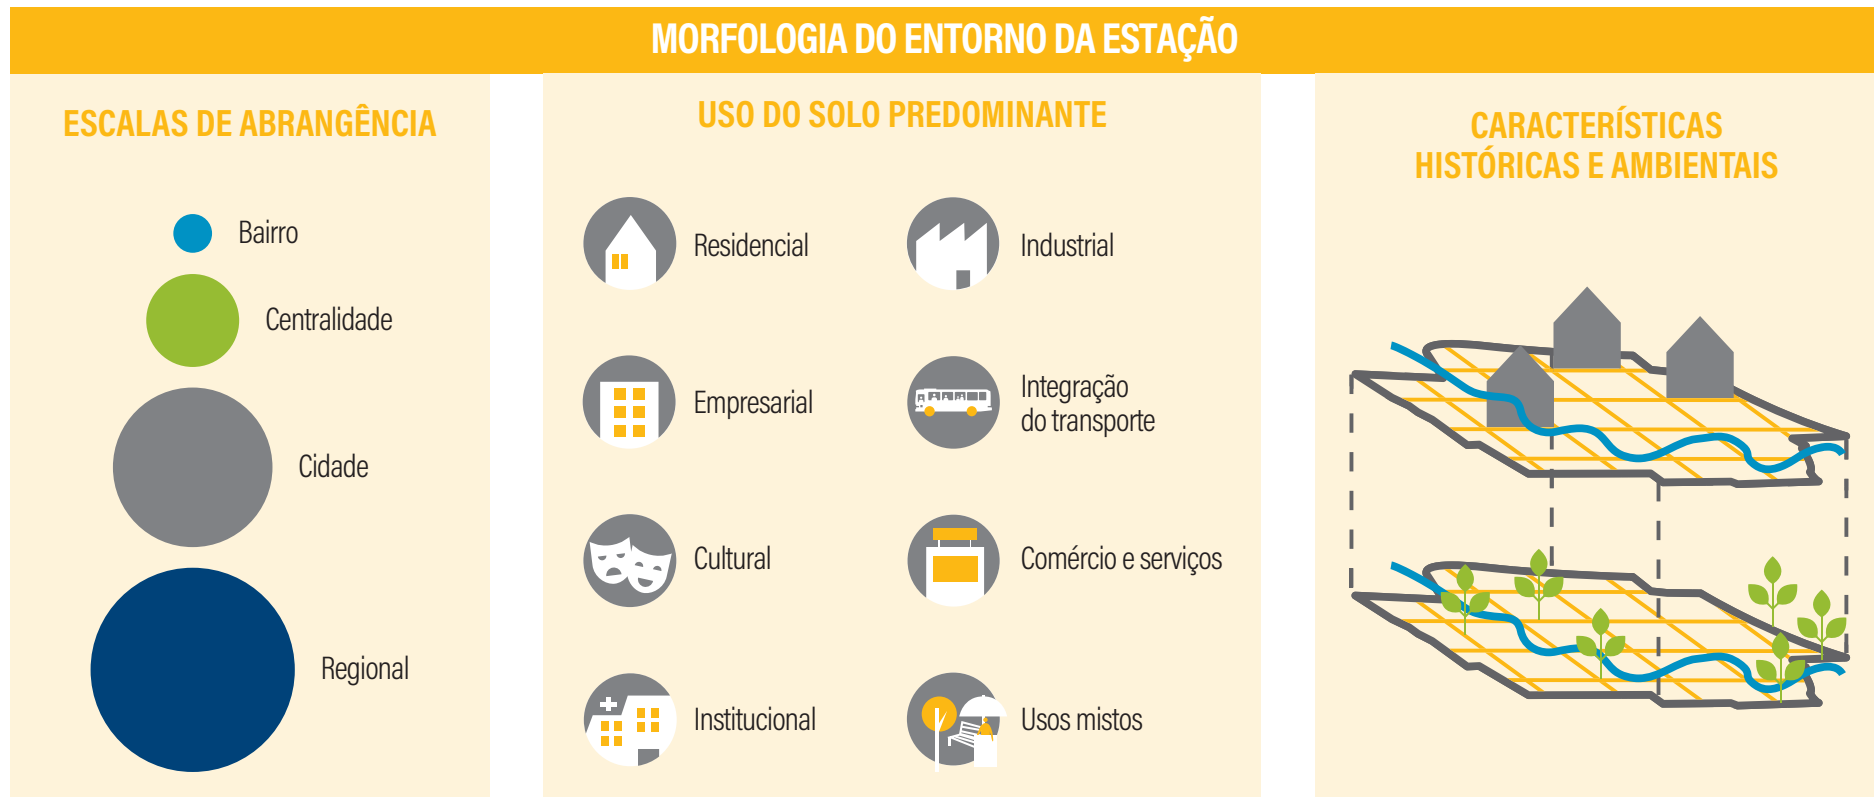 MORFOLOGIA DO ENTORNO DA ESTAÇÃO
ESCALAS DE ABRANGÊNCIA
Bairro
Centralidade
Cidade
Regional
USO DO SOLO PREDOMINANTE
Residencial
Industrial
Empresarial
Integração
do transporte
Cultural
Comércio e serviços
Institucional
Usos mistos
CARACTERÍSTICAS
HISTÓRICAS E AMBIENTAIS